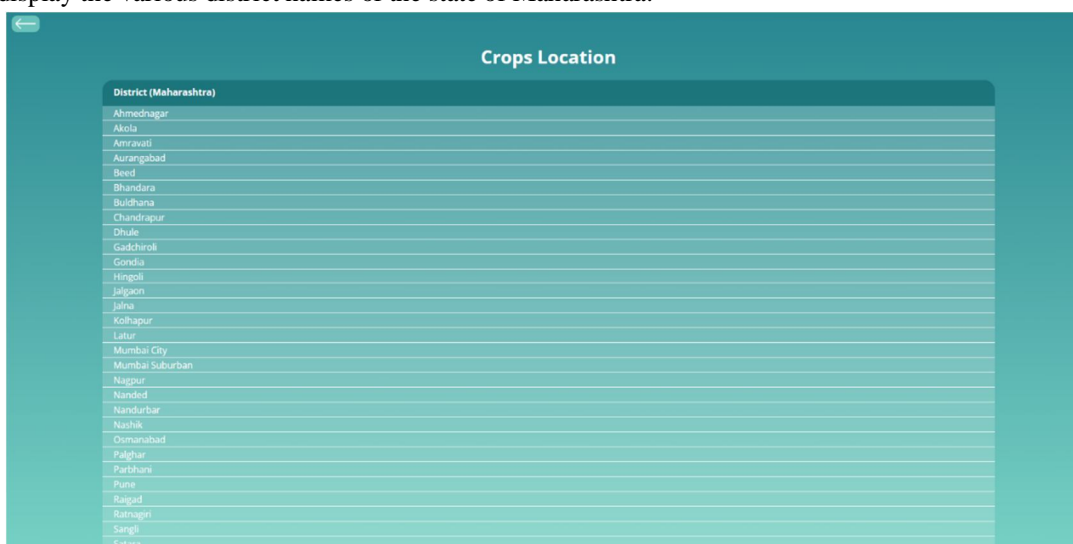 display the various district names of the state of Maharashtra.
Crops Location
District (Maharashtra)
Ahmednagar
Akola
Amravati
Aurangabad
Beed
Bhandara
Buldhana
Chandrapur
Dhule
Gadchiroli
Gondia
Hingoli
Jalgaon
Jalna
Kolhapur
Latur
Mumbai City
Mumbai Suburban
Nagpur
Nanded
Nandurbar
Nashik
Osmanabad
Palghar
Parbhani
Pune
Raigad
Ratnagiri
Sangli
Satara